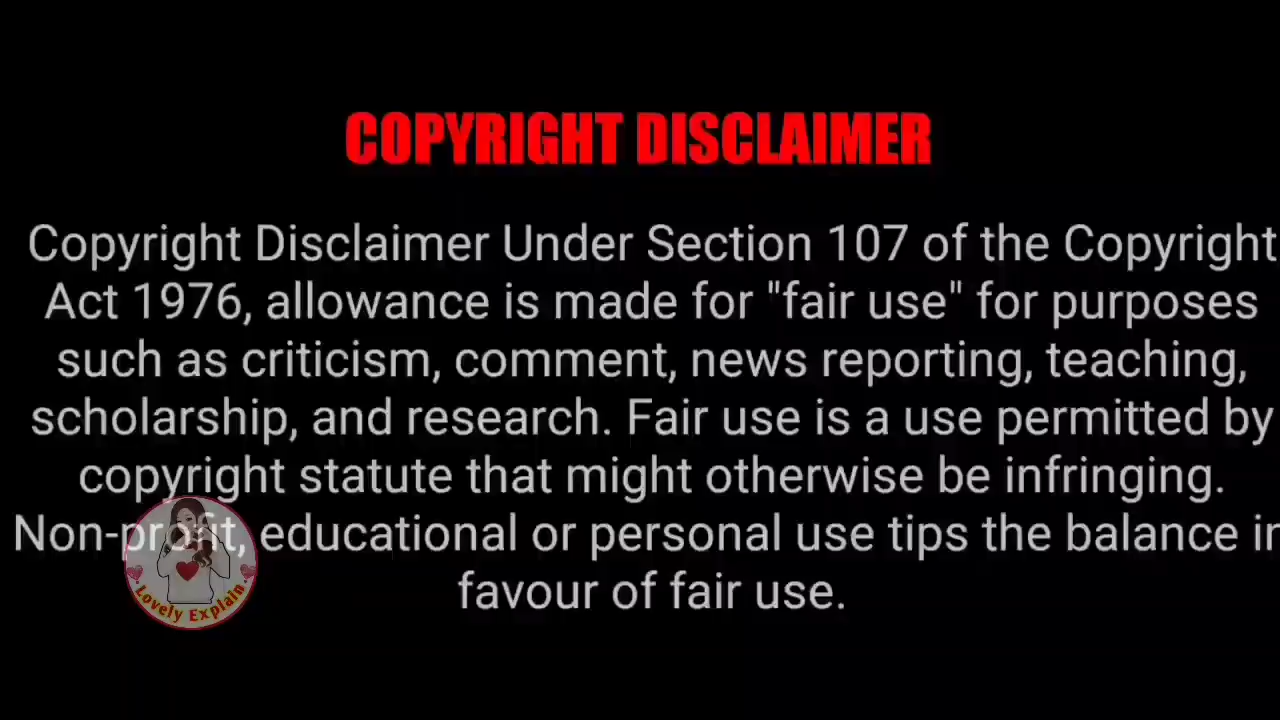 COPYRIGHT DISCLAIMER
Copyright Disclaimer Under Section 107 of the Copyright
Act 1976, allowance is made for "fair use" for purposes
such as criticism, comment, news reporting, teaching,
scholarship, and research. Fair use is a use permitted by
copyright statute that might otherwise be infringing.
Non-profit, educational or personal use tips the balance in
favour of fair use.
Lovely Explain